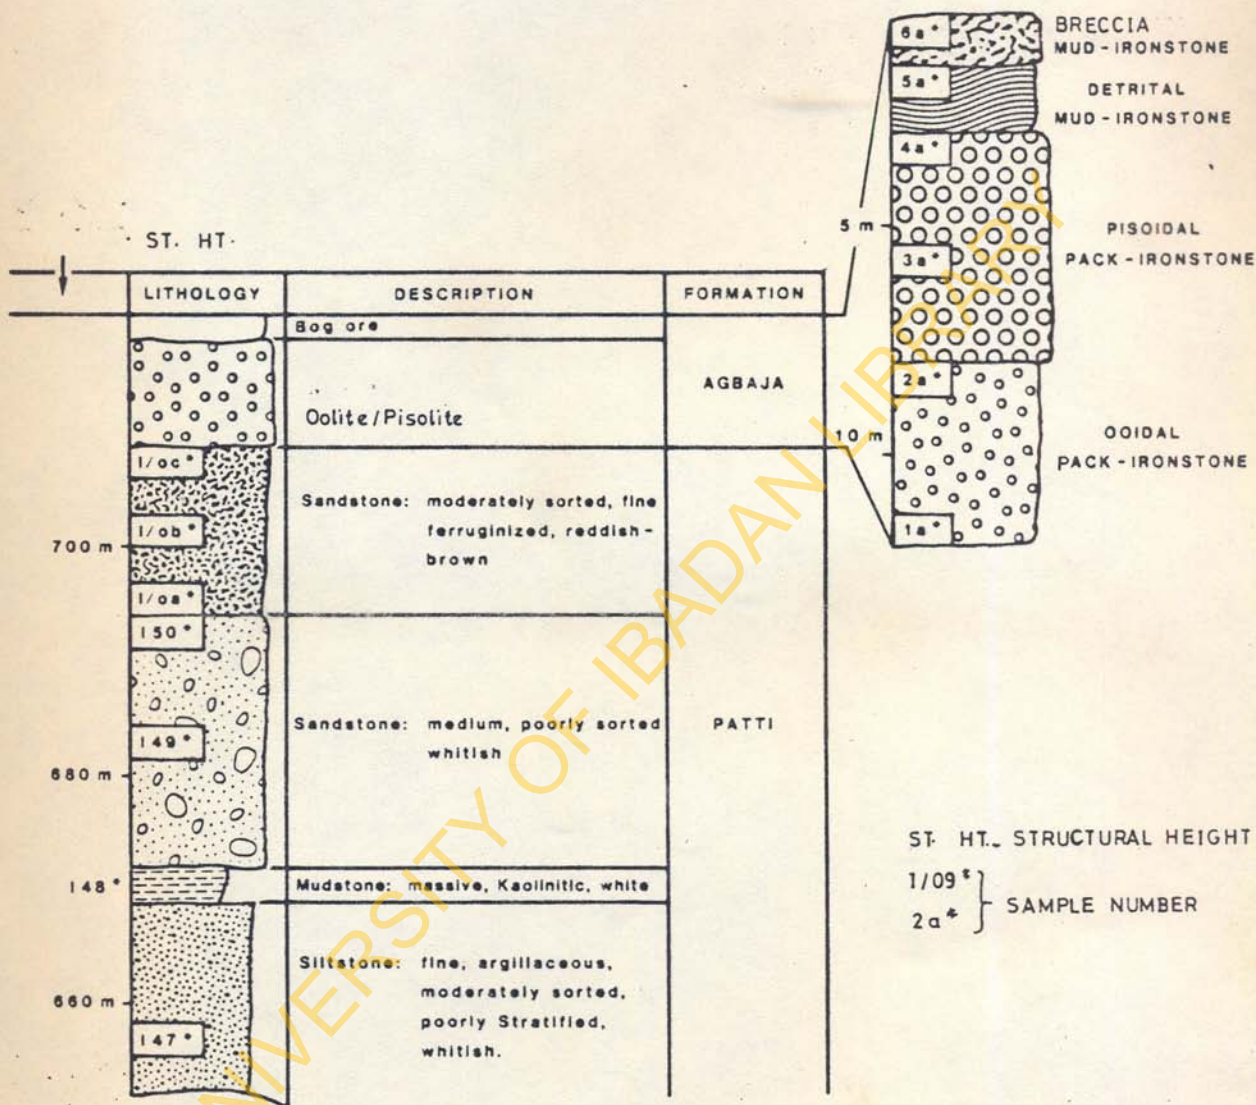 ST. HT.
LITHOLOGY
DESCRIPTION
FORMATION
Bog ore
Oolite/Pisolite
AGBAJA
1/oc*
1/ob*
1/oa*
Sandstone: moderately sorted, fine
ferruginized, reddish-
brown
700 m
150*
149*
Sandstone: medium, poorly sorted
whitish
PATTI
680 m
148*
Mudstone: massive, Kaolinitic, white
Siltstone: fine, argillaceous,
moderately sorted,
poorly Stratified,
whitish.
660 m
147*
6a*
BRECCIA
MUD-IRONSTONE
5a*
DETRITAL
MUD-IRONSTONE
4a*
5 m
3a*
PISOIDAL
PACK-IRONSTONE
2a*
10 m
OOIDAL
PACK-IRONSTONE
1a*
ST. HT.. STRUCTURAL HEIGHT
1/09*
2a*
SAMPLE NUMBER
UNIVERSITY OF IBADAN LIBRARY